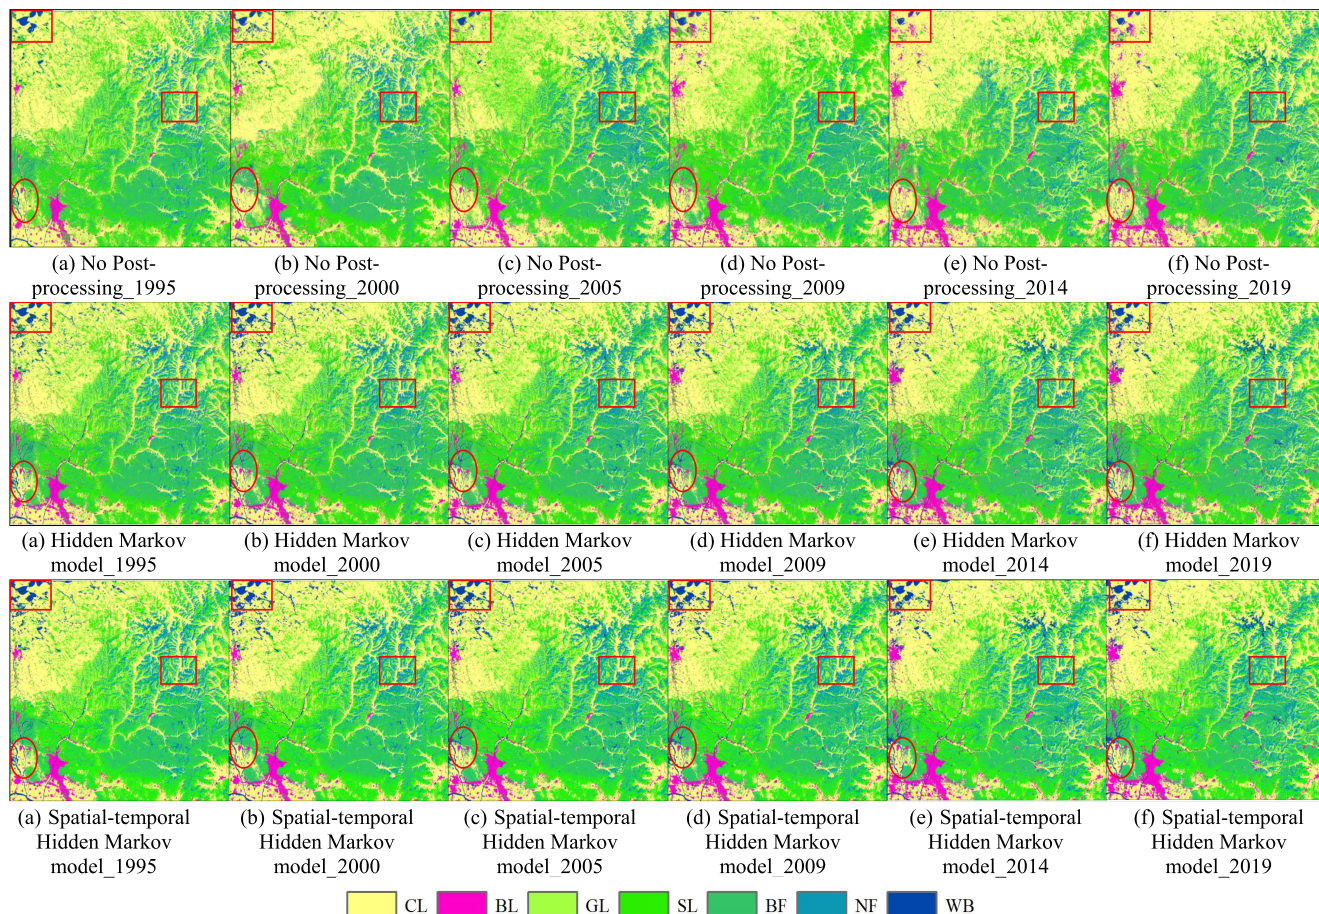 (a) No Post- (b) No Post- (c) No Post- (d) No Post- (e) No Post- (f) No Post-
processing_1995 processing_2000 processing_2005 processing_2009 processing_2014 processing_2019
(a) Hidden Markov (b) Hidden Markov (c) Hidden Markov (d) Hidden Markov (e) Hidden Markov (f) Hidden Markov
model_1995 model_2000 model_2005 model_2009 model_2014 model_2019
(a) Spatial-temporal (b) Spatial-temporal (c) Spatial-temporal (d) Spatial-temporal (e) Spatial-temporal (f) Spatial-temporal
Hidden Markov Hidden Markov Hidden Markov Hidden Markov Hidden Markov Hidden Markov
model_1995 model_2000 model_2005 model_2009 model_2014 model_2019
CL BL GL SL BF NF WB